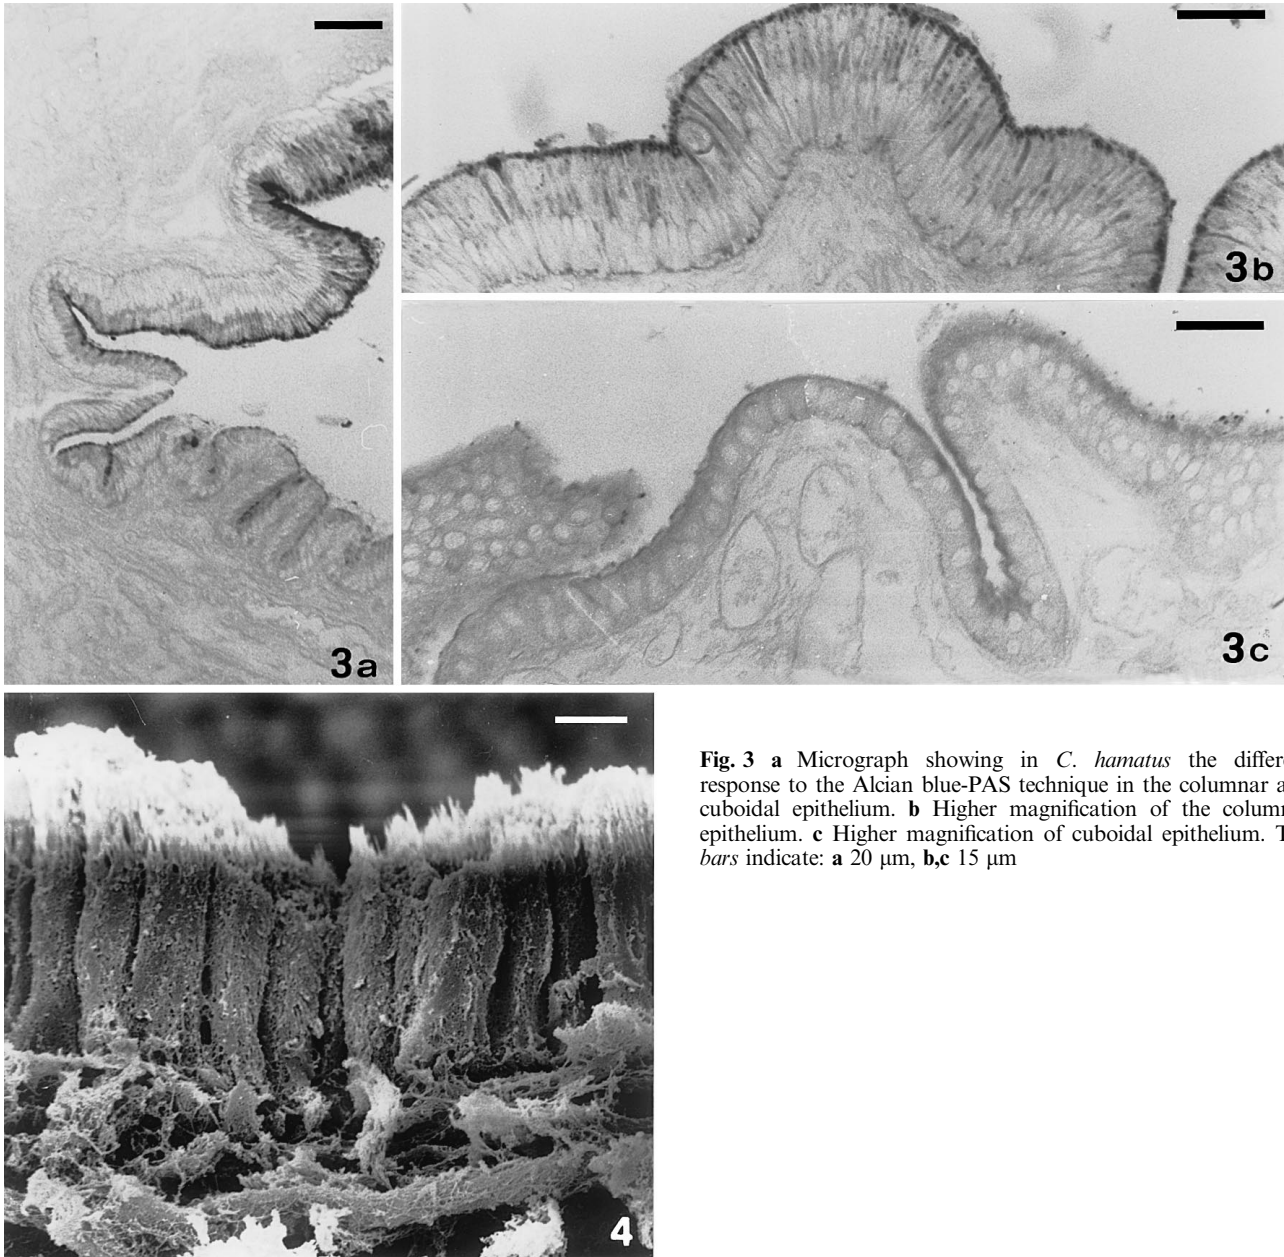 3a
3b
3c
4
Fig. 3 a Micrograph showing in C. hamatus the differe
response to the Alcian blue-PAS technique in the columnar a
cuboidal epithelium. b Higher magnification of the colum
epithelium. c Higher magnification of cuboidal epithelium. T
bars indicate: a 20 µm, b,c 15 µm